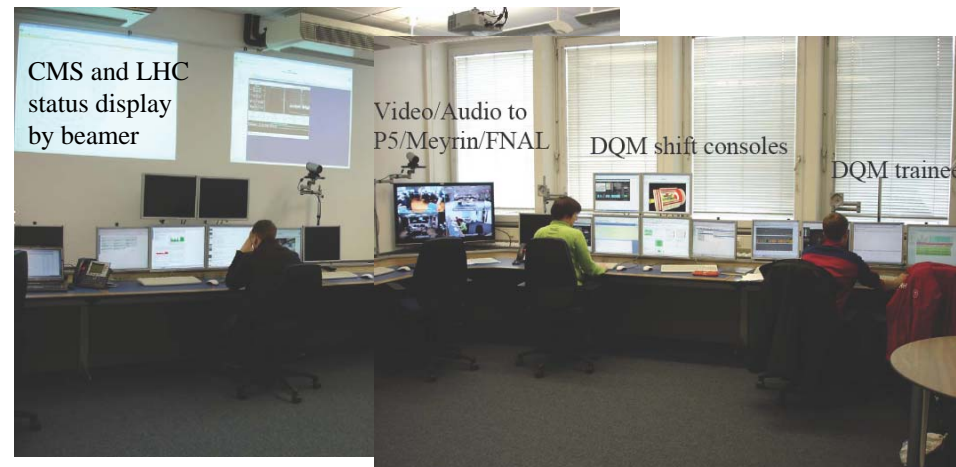 CMS and LHC
status display
by beamer
Video/Audio to
P5/Meyrin/FNAL
DQM shift consoles
DQM trainee